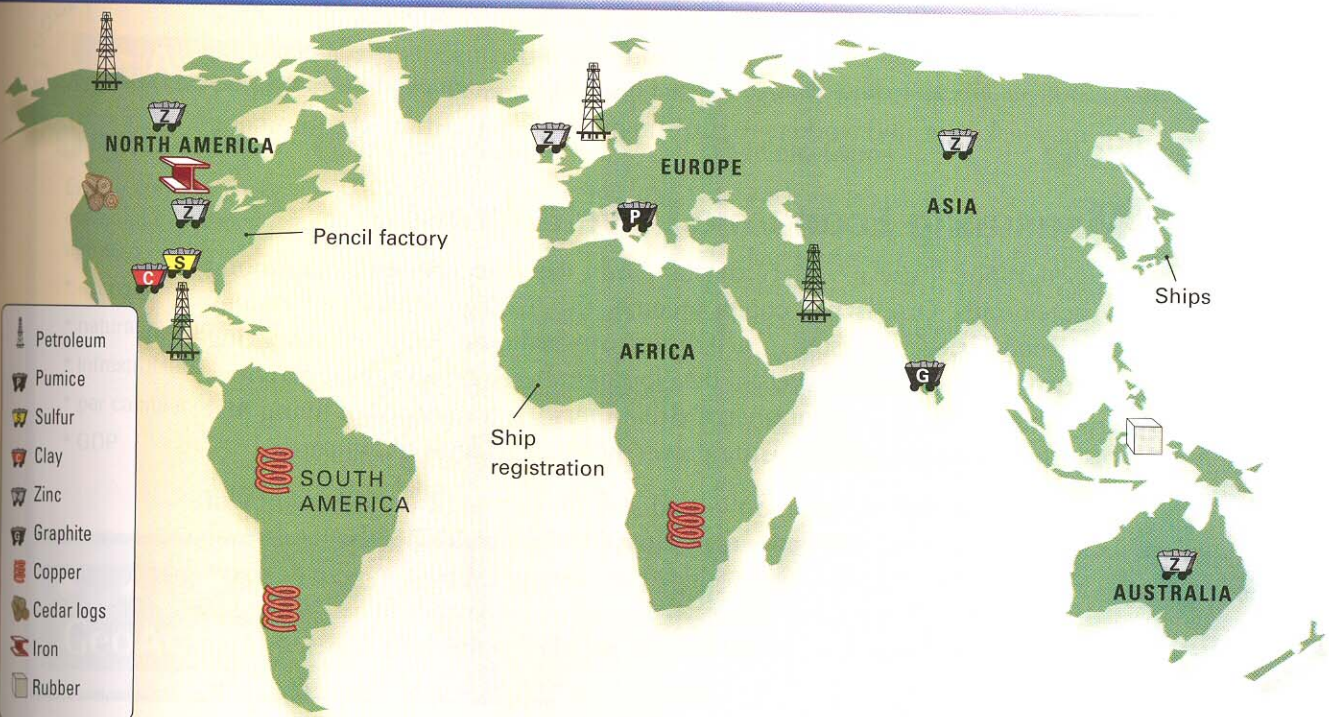 NORTH AMERICA
Z
Z
C
S
Pencil factory
Z
EUROPE
P
Z
ASIA
Ships
AFRICA
G
Ship
registration
SOUTH
AMERICA
Z
AUSTRALIA
Petroleum
P Pumice
S Sulfur
C Clay
Z Zinc
G Graphite
Copper
Cedar logs
Iron
Rubber